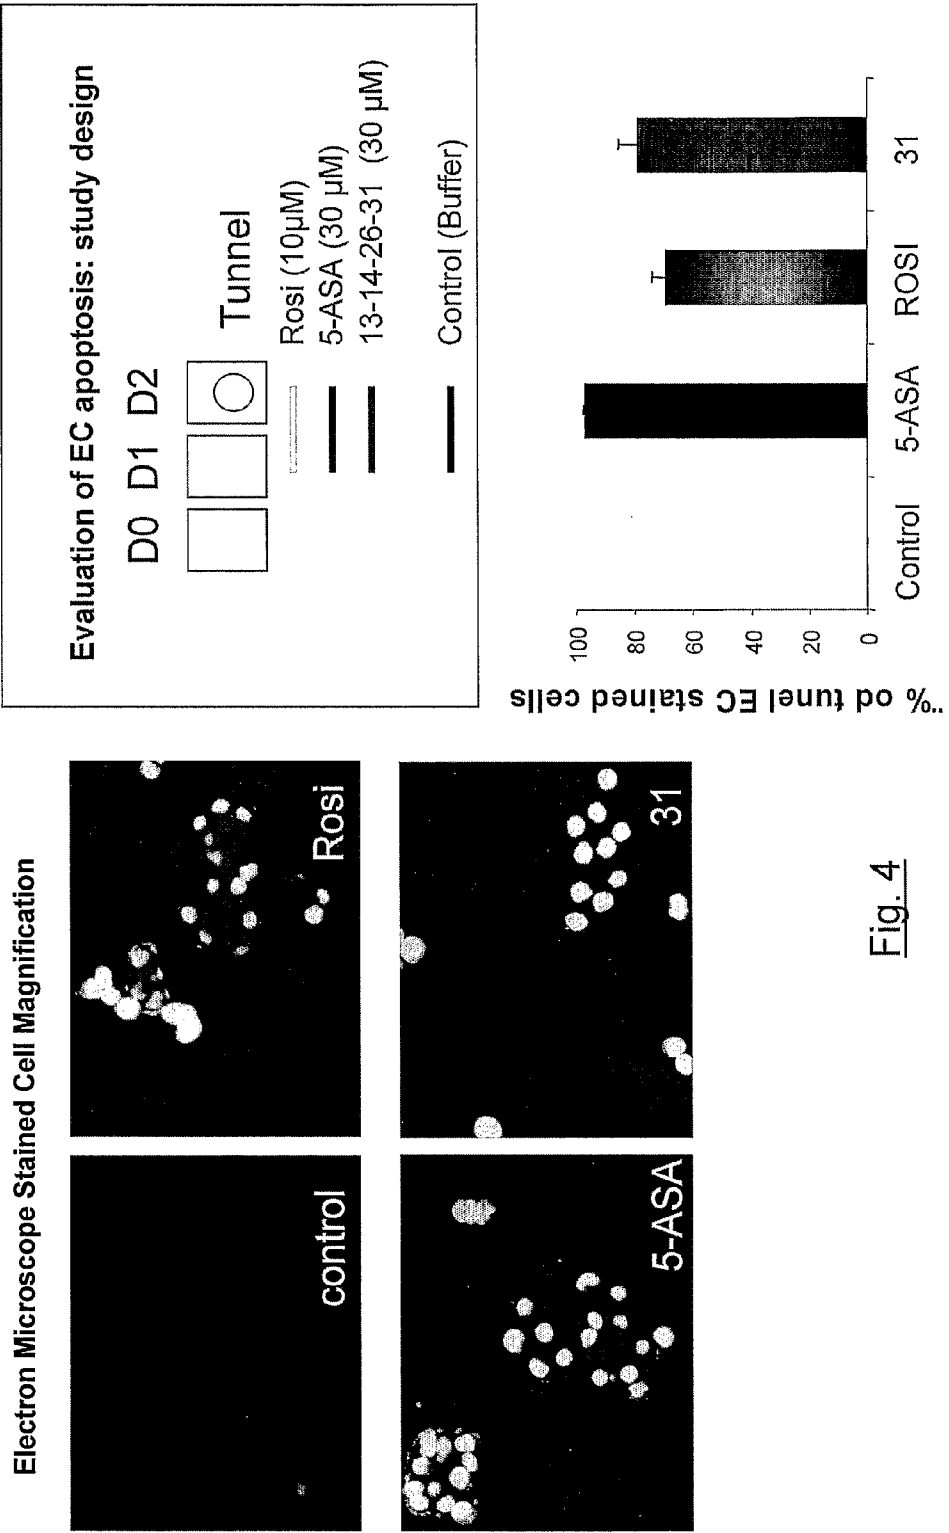 Electron Microscope Stained Cell Magnification
control
Rosi
5-ASA
31
Evaluation of EC apoptosis: study design
D0 D1 D2
Tunnel
Rosi (10µM)
5-ASA (30 µM)
13-14-26-31 (30 µM)
Control (Buffer)
"% od tunel EC stained cells
100
80
60
40
20
0
Control
5-ASA
ROSI
31
Fig. 4